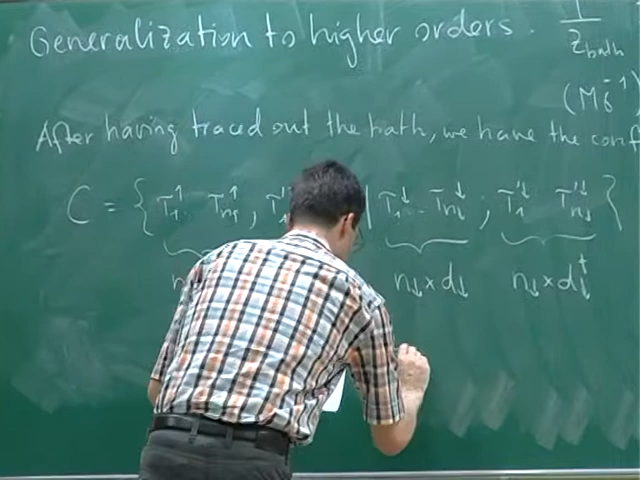 Generalization to higher orders. 1/Z_bath
(M_σ^-1)
After having traced out the bath, we have the conf
C = { τ_1^↑ .. τ_n↑^↑ , τ_1'^↑ | τ_1^↓ .. τ_n↓^↓ ; τ_1'^↓ τ_n↓'^↓ }
n n↓ × d↓ n↓ × d↓^†